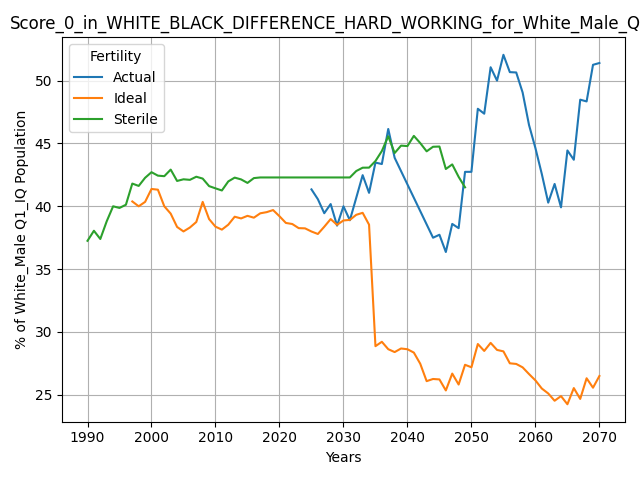 Score_0_in_WHITE_BLACK_DIFFERENCE_HARD_WORKING_for_White_Male_Q
Fertility
Actual
Ideal
Sterile
% of White_Male Q1_IQ Population
50
45
40
35
30
25
1990 2000 2010 2020 2030 2040 2050 2060 2070
Years